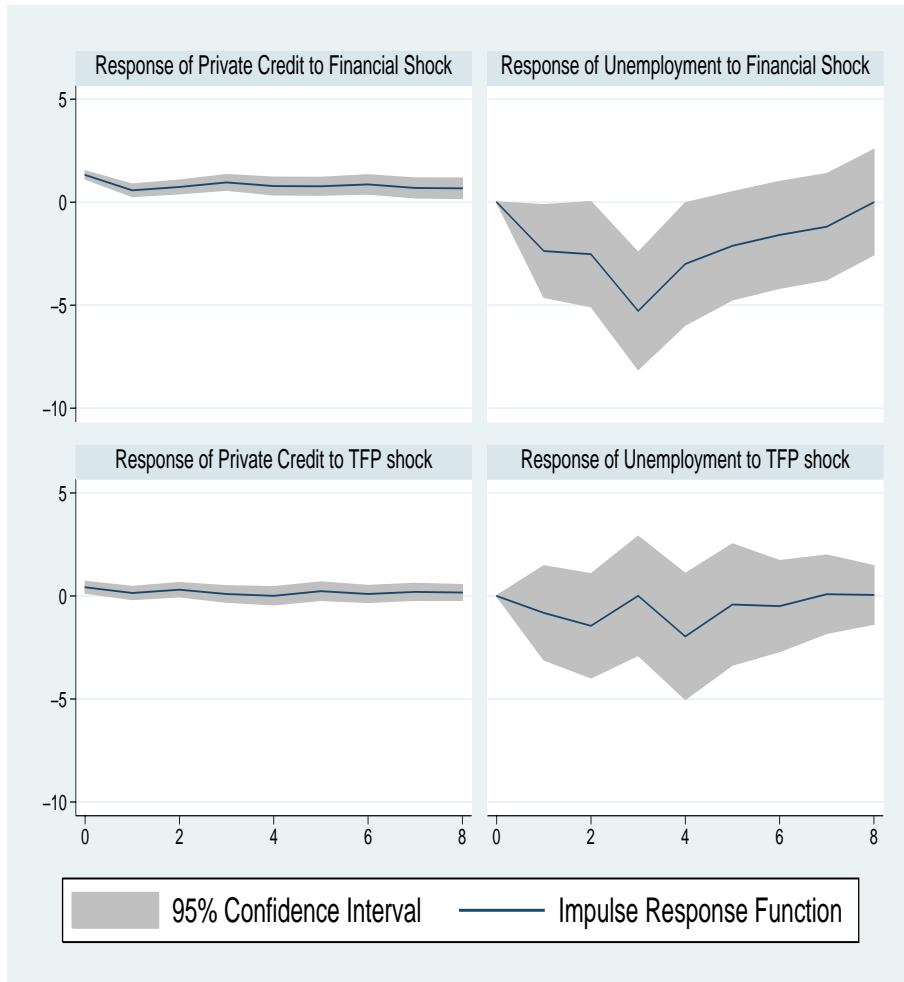 Response of Private Credit to Financial Shock
Response of Unemployment to Financial Shock
5
0
−5
−10
Response of Private Credit to TFP shock
Response of Unemployment to TFP shock
5
0
−5
−10
0 2 4 6 8
0 2 4 6 8
95% Confidence Interval
Impulse Response Function